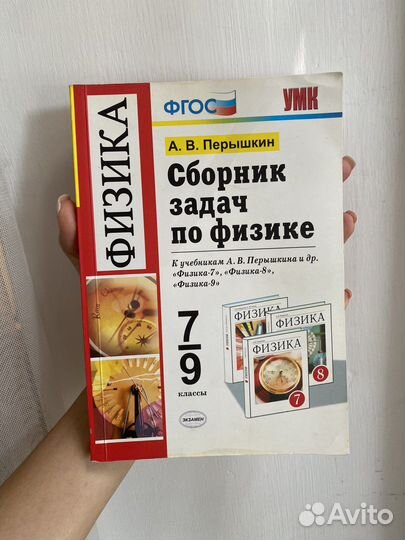 ФГОС
УМК
ФИЗИКА
А. В. Перышкин
Сборник
задач
по физике
К учебникам А. В. Перышкина и др.
«Физика-7», «Физика-8»,
«Физика-9»
7
9
классы
ФИЗИКА
ФИЗИКА
8
ФИЗИКА
7
ЭКЗАМЕН
Avito